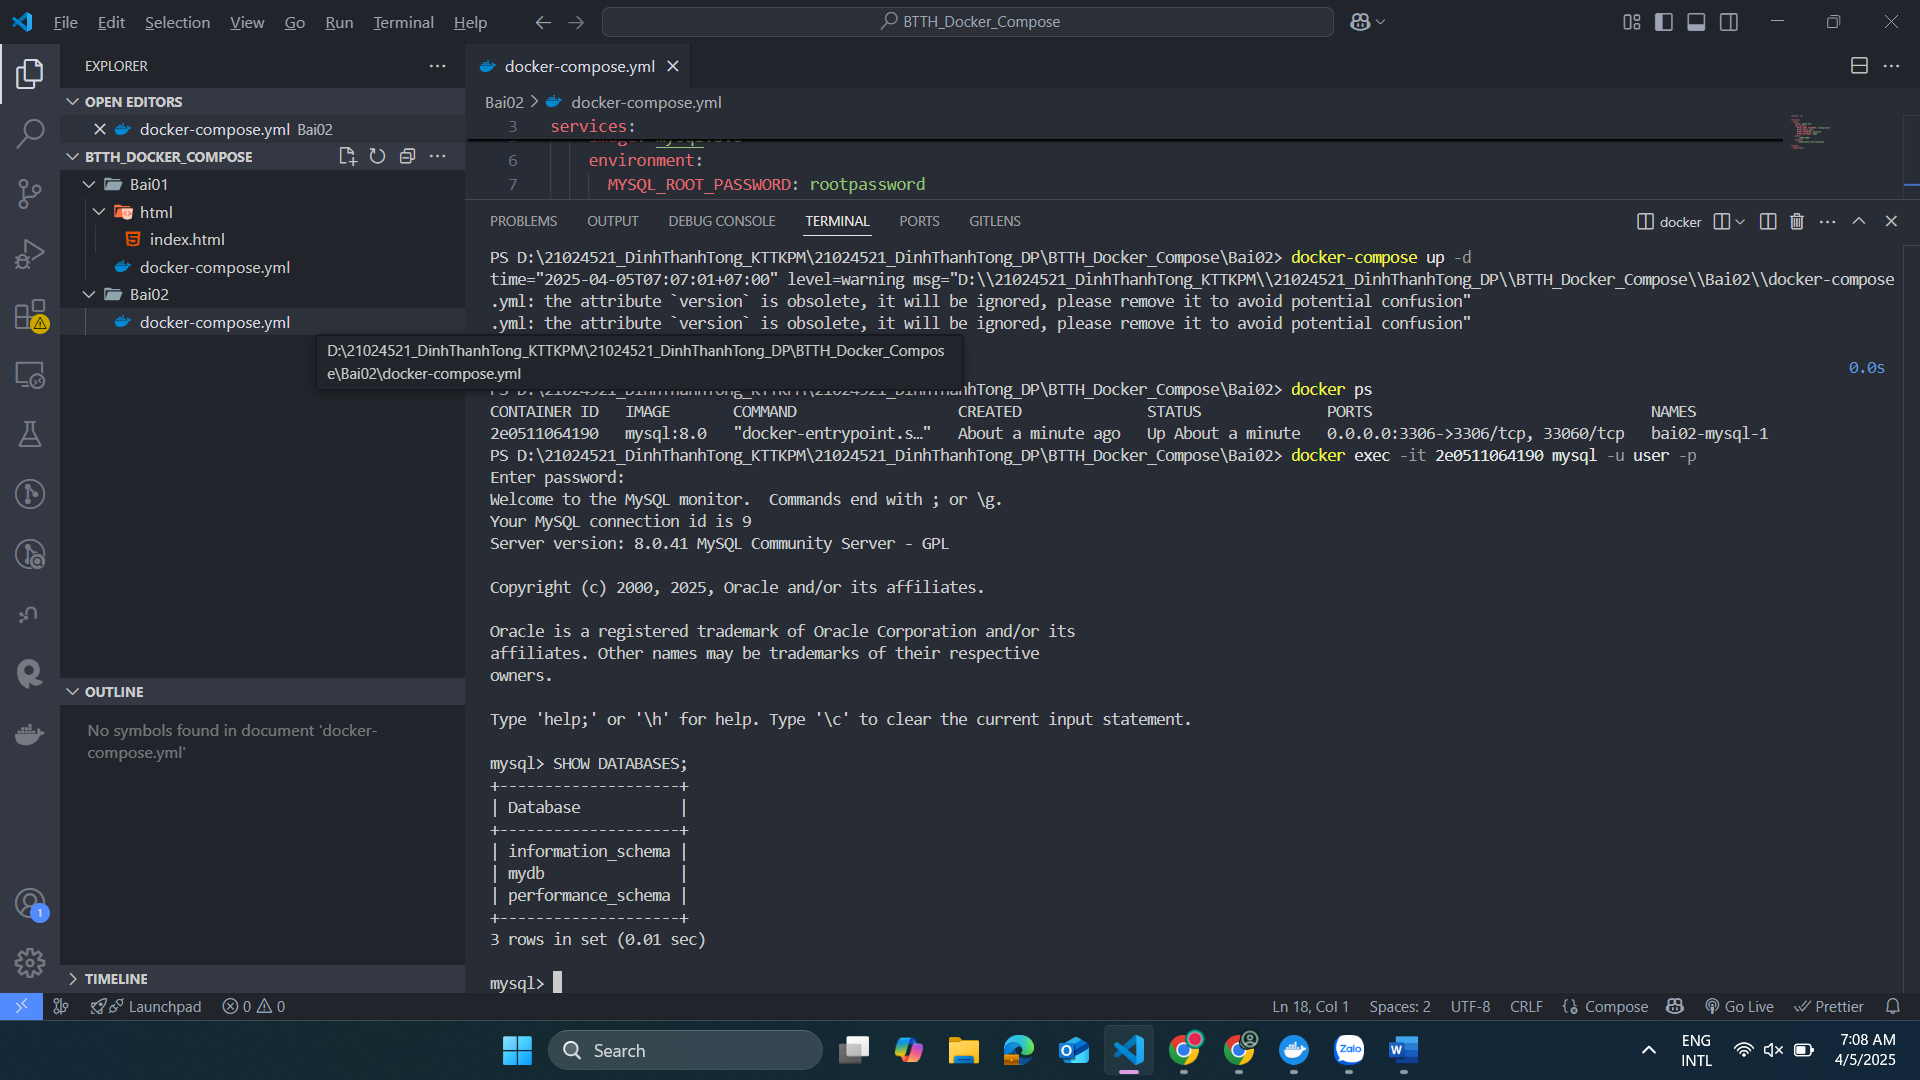 File Edit Selection View Go Run Terminal Help
BTTH_Docker_Compose
EXPLORER
OPEN EDITORS
docker-compose.yml Bai02
BTTH_DOCKER_COMPOSE
Bai01
html
index.html
docker-compose.yml
Bai02
docker-compose.yml
OUTLINE
No symbols found in document 'docker-
compose.yml'
TIMELINE
docker-compose.yml
Bai02 > docker-compose.yml
3 services:
6 environment:
7 MYSQL_ROOT_PASSWORD: rootpassword
PROBLEMS OUTPUT DEBUG CONSOLE TERMINAL PORTS GITLENS
docker
PS D:\21024521_DinhThanhTong_KTTKPM\21024521_DinhThanhTong_DP\BTTH_Docker_Compose\Bai02> docker-compose up -d
time="2025-04-05T07:07:01+07:00" level=warning msg="D:\\21024521_DinhThanhTong_KTTKPM\\21024521_DinhThanhTong_DP\\BTTH_Docker_Compose\\Bai02\\docker-compose
.yml: the attribute `version` is obsolete, it will be ignored, please remove it to avoid potential confusion"
.yml: the attribute `version` is obsolete, it will be ignored, please remove it to avoid potential confusion"
D:\21024521_DinhThanhTong_KTTKPM\21024521_DinhThanhTong_DP\BTTH_Docker_Compos
e\Bai02\docker-compose.yml
0.0s
PS D:\21024521_DinhThanhTong_KTTKPM\21024521_DinhThanhTong_DP\BTTH_Docker_Compose\Bai02> docker ps
CONTAINER ID IMAGE COMMAND CREATED STATUS PORTS NAMES
2e0511064190 mysql:8.0 "docker-entrypoint.s…" About a minute ago Up About a minute 0.0.0.0:3306->3306/tcp, 33060/tcp bai02-mysql-1
PS D:\21024521_DinhThanhTong_KTTKPM\21024521_DinhThanhTong_DP\BTTH_Docker_Compose\Bai02> docker exec -it 2e0511064190 mysql -u user -p
Enter password:
Welcome to the MySQL monitor. Commands end with ; or \g.
Your MySQL connection id is 9
Server version: 8.0.41 MySQL Community Server - GPL
Copyright (c) 2000, 2025, Oracle and/or its affiliates.
Oracle is a registered trademark of Oracle Corporation and/or its
affiliates. Other names may be trademarks of their respective
owners.
Type 'help;' or '\h' for help. Type '\c' to clear the current input statement.
mysql> SHOW DATABASES;
+--------------------+
| Database |
+--------------------+
| information_schema |
| mydb |
| performance_schema |
+--------------------+
3 rows in set (0.01 sec)
mysql>
Launchpad 0 0
Ln 18, Col 1 Spaces: 2 UTF-8 CRLF Compose Go Live Prettier
Search
Zalo
ENG
INTL
7:08 AM
4/5/2025